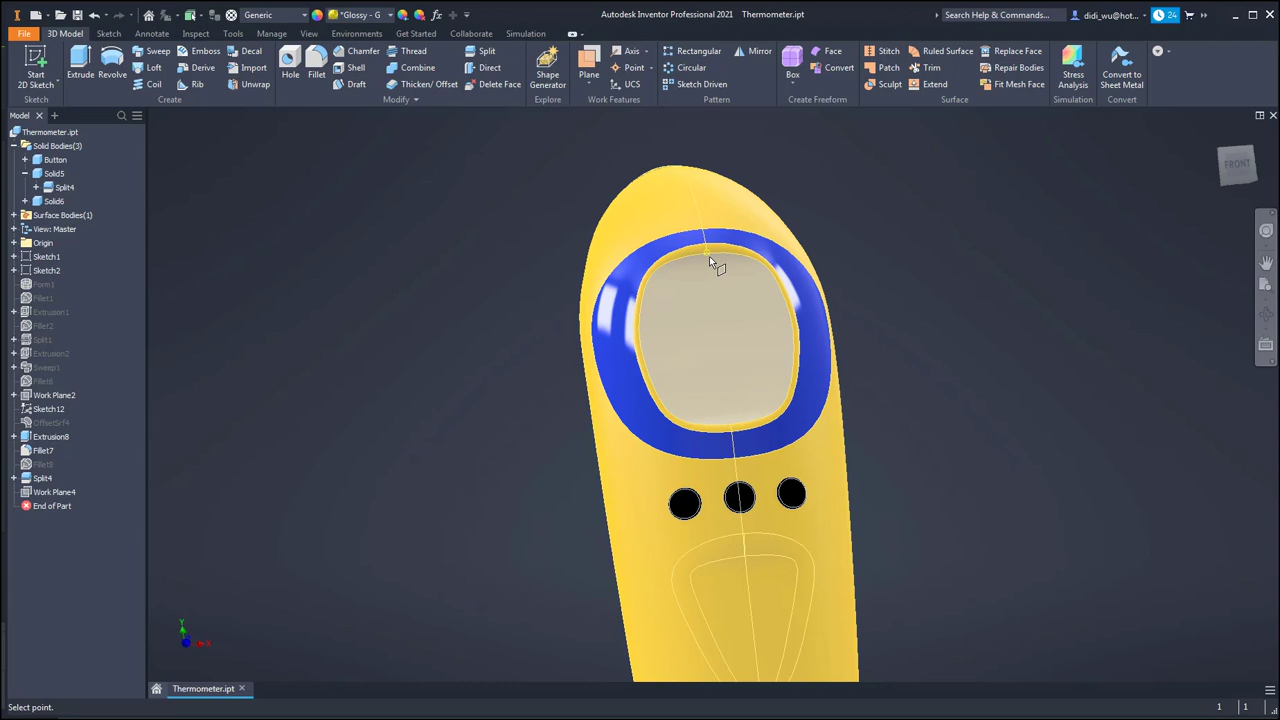 Generic
*Glossy - G
Autodesk Inventor Professional 2021 Thermometer.ipt
Search Help & Commands...
didi_wu@hot...
24
File 3D Model Sketch Annotate Inspect Tools Manage View Environments Get Started Collaborate Simulation
Start
2D Sketch
Extrude
Revolve
Sweep
Loft
Coil
Emboss
Derive
Rib
Decal
Import
Unwrap
Hole
Fillet
Chamfer
Shell
Draft
Thread
Combine
Thicken/ Offset
Split
Direct
Delete Face
Shape
Generator
Plane
Axis
Point
UCS
Rectangular
Circular
Sketch Driven
Mirror
Box
Face
Convert
Stitch
Patch
Sculpt
Ruled Surface
Trim
Extend
Replace Face
Repair Bodies
Fit Mesh Face
Stress
Analysis
Convert to
Sheet Metal
Sketch Create Modify Explore Work Features Pattern Create Freeform Surface Simulation Convert
Model
Thermometer.ipt
Solid Bodies(3)
Button
Solid5
Split4
Solid6
Surface Bodies(1)
View: Master
Origin
Sketch1
Sketch2
Form1
Fillet1
Extrusion1
Fillet2
Split1
Extrusion2
Sweep1
Fillet6
Work Plane2
Sketch12
OffsetSrf4
Extrusion8
Fillet7
Fillet8
Split4
Work Plane4
End of Part
FRONT
Y
X
Thermometer.ipt
Select point.
1 1